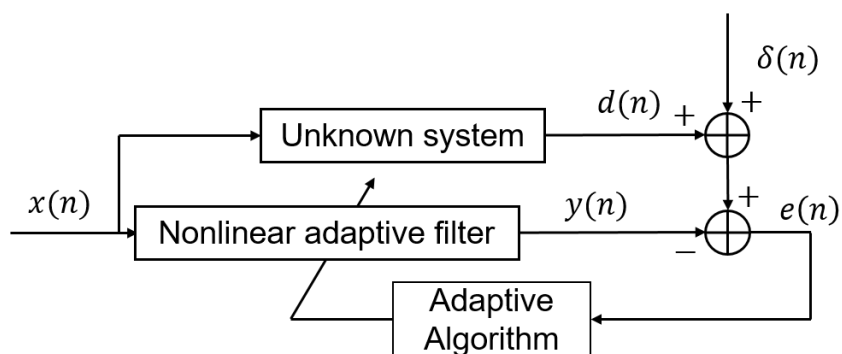 δ(n)
d(n)
+
+
Unknown system
x(n)
y(n)
+
e(n)
Nonlinear adaptive filter
−
Adaptive
Algorithm